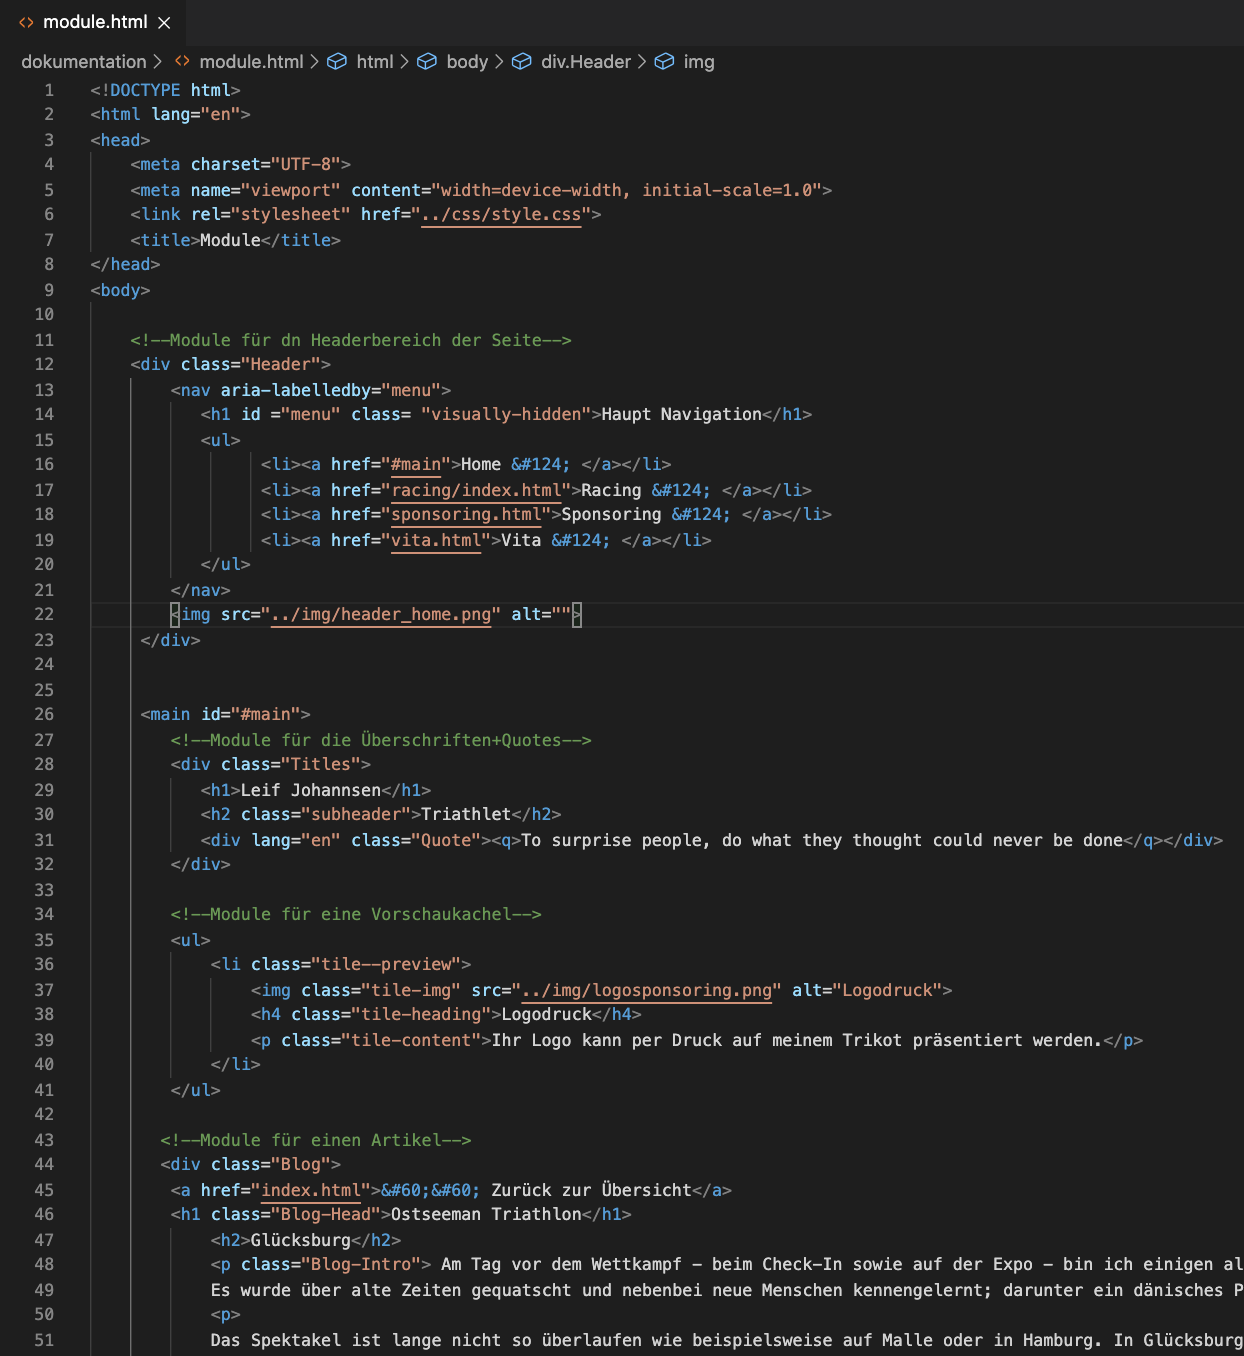 module.html
dokumentation > module.html > html > body > div.Header > img
1 <!DOCTYPE html>
2 <html lang="en">
3 <head>
4 <meta charset="UTF-8">
5 <meta name="viewport" content="width=device-width, initial-scale=1.0">
6 <link rel="stylesheet" href="../css/style.css">
7 <title>Module</title>
8 </head>
9 <body>
10
11 <!--Module für dn Headerbereich der Seite-->
12 <div class="Header">
13 <nav aria-labelledby="menu">
14 <h1 id ="menu" class= "visually-hidden">Haupt Navigation</h1>
15 <ul>
16 <li><a href="#main">Home &#124; </a></li>
17 <li><a href="racing/index.html">Racing &#124; </a></li>
18 <li><a href="sponsoring.html">Sponsoring &#124; </a></li>
19 <li><a href="vita.html">Vita &#124; </a></li>
20 </ul>
21 </nav>
22 <img src="../img/header_home.png" alt="">
23 </div>
24
25
26 <main id="#main">
27 <!--Module für die Überschriften+Quotes-->
28 <div class="Titles">
29 <h1>Leif Johannsen</h1>
30 <h2 class="subheader">Triathlet</h2>
31 <div lang="en" class="Quote"><q>To surprise people, do what they thought could never be done</q></div>
32 </div>
33
34 <!--Module für eine Vorschaukachel-->
35 <ul>
36 <li class="tile--preview">
37 <img class="tile-img" src="../img/logosponsoring.png" alt="Logodruck">
38 <h4 class="tile-heading">Logodruck</h4>
39 <p class="tile-content">Ihr Logo kann per Druck auf meinem Trikot präsentiert werden.</p>
40 </li>
41 </ul>
42
43 <!--Module für einen Artikel-->
44 <div class="Blog">
45 <a href="index.html">&#60;&#60; Zurück zur Übersicht</a>
46 <h1 class="Blog-Head">Ostseeman Triathlon</h1>
47 <h2>Glücksburg</h2>
48 <p class="Blog-Intro"> Am Tag vor dem Wettkampf – beim Check-In sowie auf der Expo – bin ich einigen al
49 Es wurde über alte Zeiten gequatscht und nebenbei neue Menschen kennengelernt; darunter ein dänisches P
50 <p>
51 Das Spektakel ist lange nicht so überlaufen wie beispielsweise auf Malle oder in Hamburg. In Glücksburg